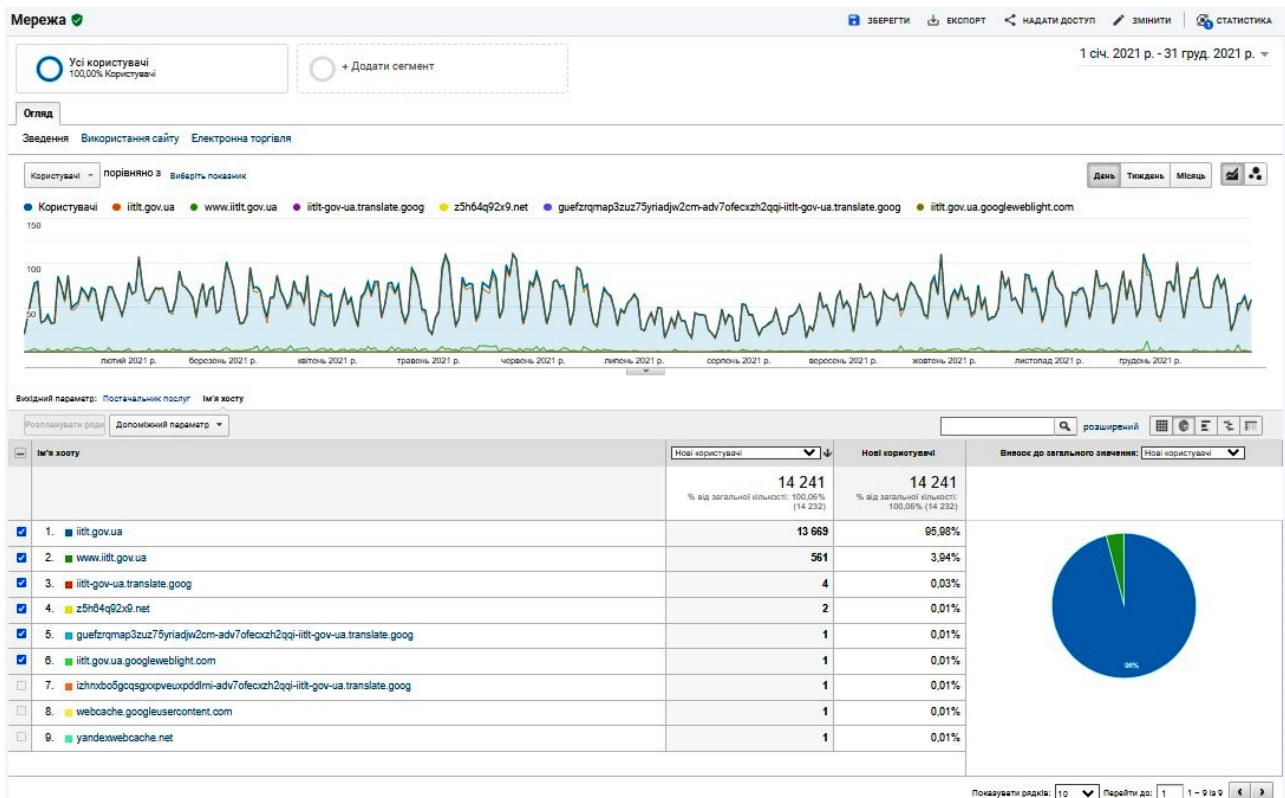 Мережа
ЗБЕРЕГТИ ЕКСПОРТ НАДАТИ ДОСТУП ЗМІНИТИ СТАТИСТИКА
Усі користувачі
100,00% Користувачі
+ Додати сегмент
1 січ. 2021 р. - 31 груд. 2021 р.
Огляд
Зведення Використання сайту Електронна торгівля
Користувачі порівняно з Виберіть показник
День Тиждень Місяць
Користувачі iitlt.gov.ua www.iitlt.gov.ua iitlt-gov-ua.translate.goog z5h64q92x9.net guefzrqmap3zuz75yriadjw2cm-adv7ofecxzh2qqi-iitlt-gov-ua.translate.goog iitlt.gov.ua.googleweblight.com
150
100
50
лютий 2021 р. березень 2021 р. квітень 2021 р. травень 2021 р. червень 2021 р. липень 2021 р. серпень 2021 р. вересень 2021 р. жовтень 2021 р. листопад 2021 р. грудень 2021 р.
Вихідний параметр: Постачальник послуг Ім'я хосту
Розпланувати ряди Допоміжний параметр розширений
Ім'я хосту Нові користувачі Нові користувачі Внесок до загального значення: Нові користувачі
14 241 14 241
% від загальної кількості: 100,06% (14 232) % від загальної кількості: 100,06% (14 232)
1. iitlt.gov.ua 13 669 95,98%
2. www.iitlt.gov.ua 561 3,94%
3. iitlt-gov-ua.translate.goog 4 0,03%
4. z5h64q92x9.net 2 0,01%
5. guefzrqmap3zuz75yriadjw2cm-adv7ofecxzh2qqi-iitlt-gov-ua.translate.goog 1 0,01%
6. iitlt.gov.ua.googleweblight.com 1 0,01%
7. izhnxbo5gcqsgxxpveuxpddlmi-adv7ofecxzh2qqi-iitlt-gov-ua.translate.goog 1 0,01%
8. webcache.googleusercontent.com 1 0,01%
9. yandexwebcache.net 1 0,01%
96%
Показувати рядків: 10 Перейти до: 1 1 – 9 із 9